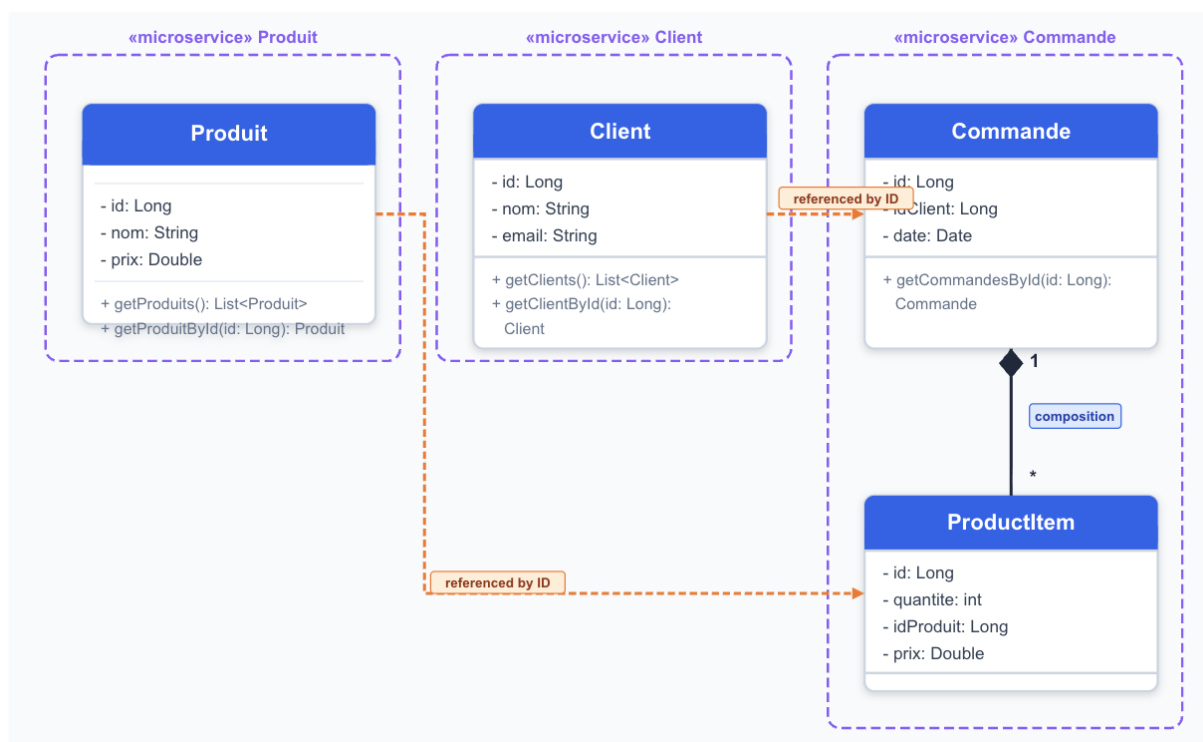 «microservice» Produit
Produit
- id: Long
- nom: String
- prix: Double
+ getProduits(): List<Produit>
+ getProduitById(id: Long): Produit
«microservice» Client
Client
- id: Long
- nom: String
- email: String
+ getClients(): List<Client>
+ getClientById(id: Long):
Client
referenced by ID
«microservice» Commande
Commande
- id: Long
- idClient: Long
- date: Date
+ getCommandesById(id: Long):
Commande
1
composition
*
referenced by ID
ProductItem
- id: Long
- quantite: int
- idProduit: Long
- prix: Double